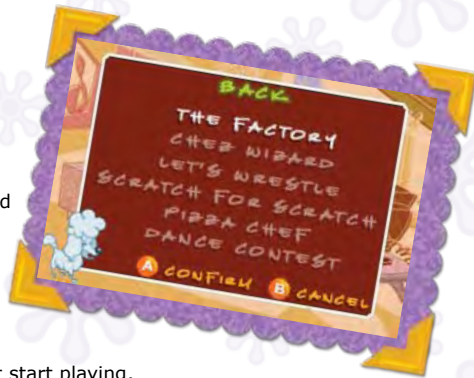 BACK
THE FACTORY
CHEZ WIZARD
LET'S WRESTLE
SCRATCH FOR SCRATCH
PIZZA CHEF
DANCE CONTEST
A CONFIRM B CANCEL
start playing.